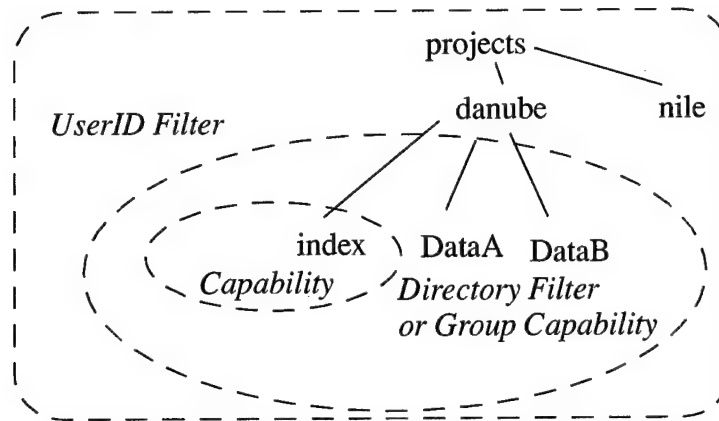 projects
danube nile
UserID Filter
index DataA DataB
Capability Directory Filter
or Group Capability